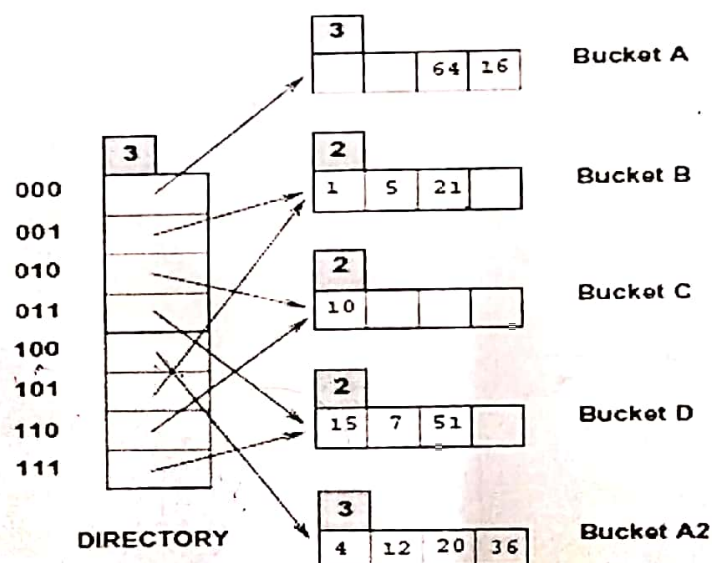 3
64 16 Bucket A
3
000
001
010
011
100
101
110
111
DIRECTORY
2
1 5 21 Bucket B
2
10 Bucket C
2
15 7 51 Bucket D
3
4 12 20 36 Bucket A2